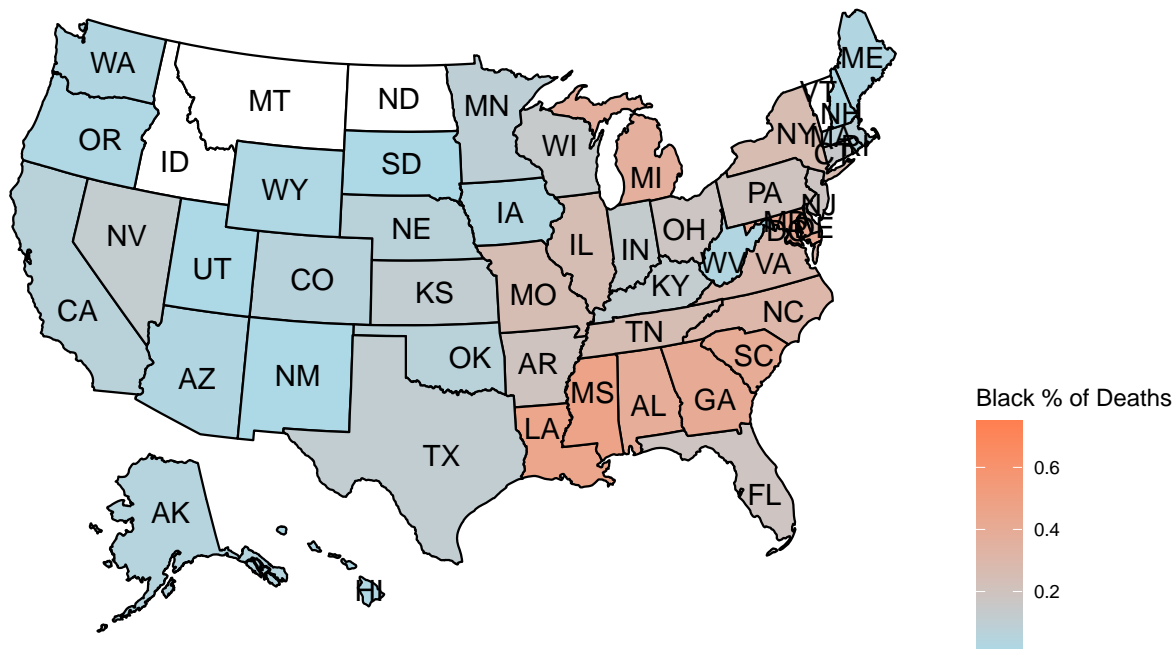 WA
ME
MT
ND
VT
MN
NH
OR
NY
MA
RI
ID
SD
WI
CT
WY
MI
PA
NJ
IA
NV
NE
OH
MD
DE
DC
IL
IN
UT
CO
WV
VA
KS
MO
KY
CA
NC
TN
OK
AR
SC
AZ
NM
MS
AL
GA
LA
TX
FL
AK
HI
Black % of Deaths
0.6
0.4
0.2